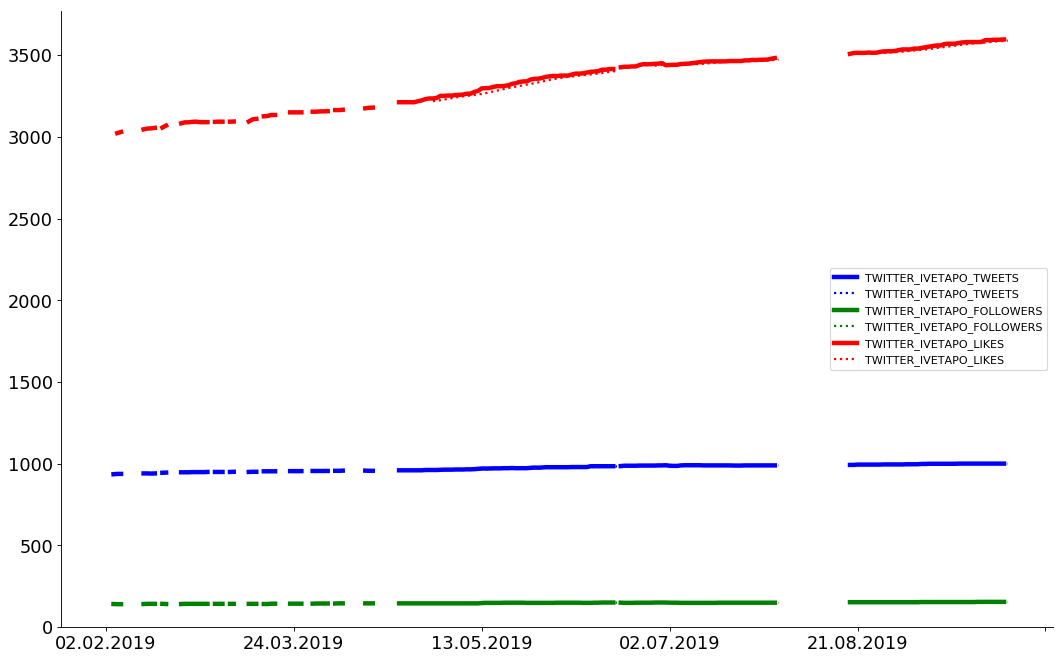 3500
3000
2500
2000
1500
1000
500
0
02.02.2019 24.03.2019 13.05.2019 02.07.2019 21.08.2019
TWITTER_IVETAPO_TWEETS
TWITTER_IVETAPO_TWEETS
TWITTER_IVETAPO_FOLLOWERS
TWITTER_IVETAPO_FOLLOWERS
TWITTER_IVETAPO_LIKES
TWITTER_IVETAPO_LIKES